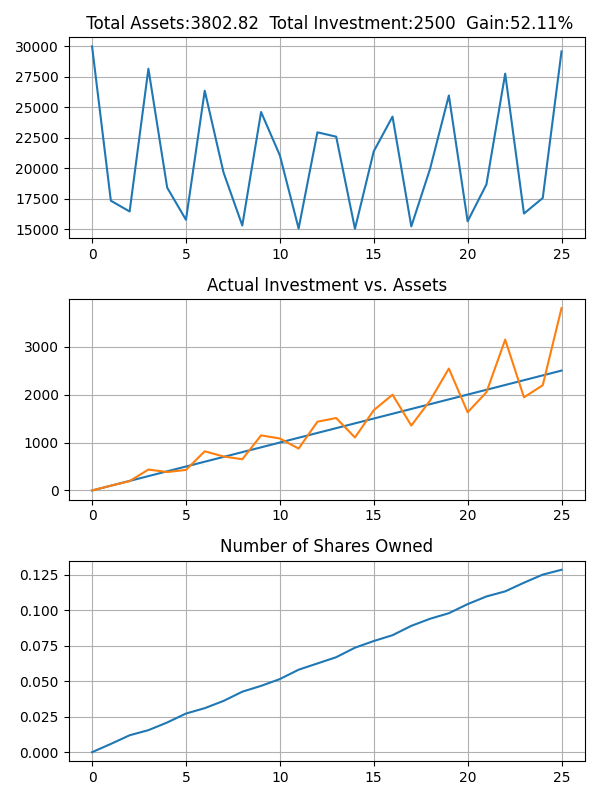 Total Assets:3802.82  Total Investment:2500  Gain:52.11%
30000
27500
25000
22500
20000
17500
15000
0 5 10 15 20 25
Actual Investment vs. Assets
3000
2000
1000
0
0 5 10 15 20 25
Number of Shares Owned
0.125
0.100
0.075
0.050
0.025
0.000
0 5 10 15 20 25